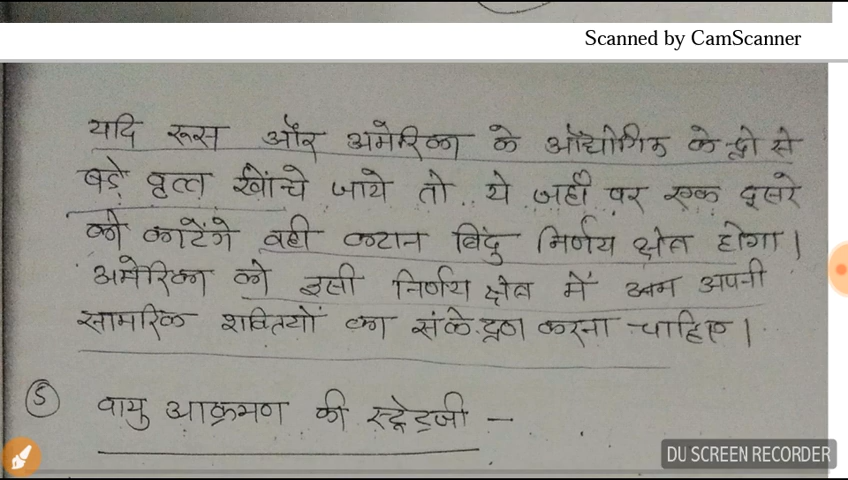 Scanned by CamScanner
यदि रूस और अमेरिका के औद्योगिक केन्द्रो से
बड़े वृत्त खींचे जाये तो ये जहाँ पर एक दूसरे
को काटेंगे वही कटान बिंदु निर्णय क्षेत्र होगा।
अमेरिका को इसी निर्णय क्षेत्र में अपनी
सामरिक शक्तियों का संकेन्द्रण करना चाहिए।
5 वायु आक्रमण की स्ट्रेट्रजी –
DU SCREEN RECORDER